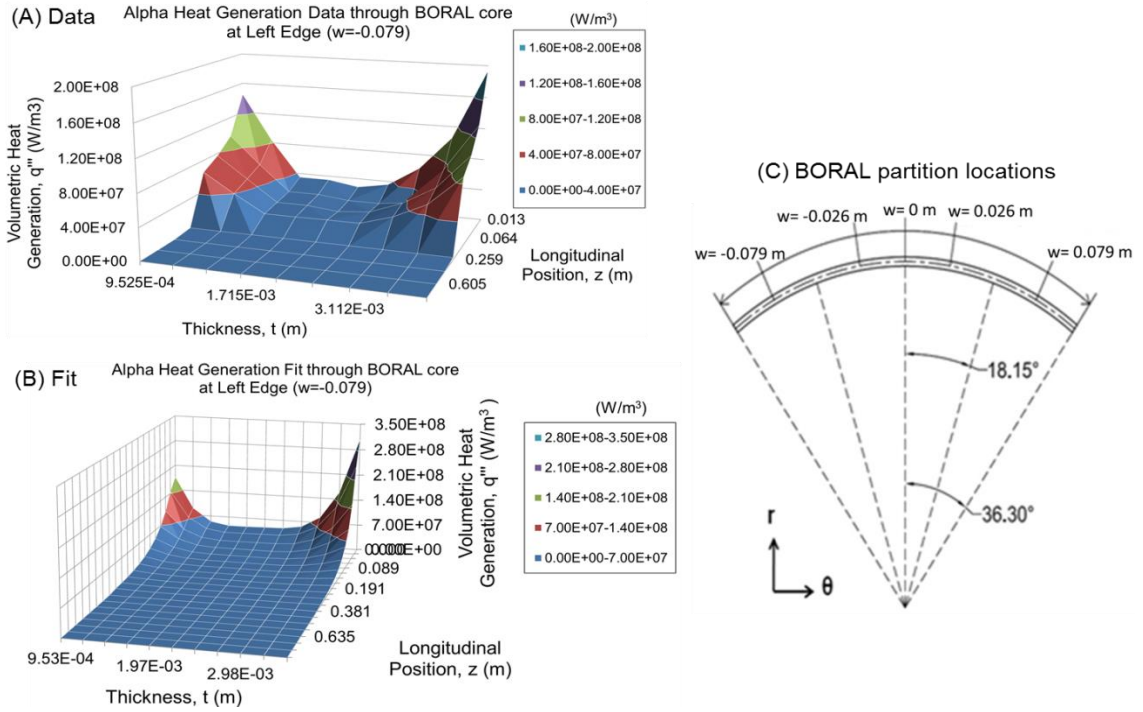 (A) Data
Alpha Heat Generation Data through BORAL core
at Left Edge (w=-0.079)
(W/m³)
1.60E+08-2.00E+08
1.20E+08-1.60E+08
8.00E+07-1.20E+08
4.00E+07-8.00E+07
0.00E+00-4.00E+07
Volumetric Heat
Generation, q''' (W/m3)
2.00E+08
1.60E+08
1.20E+08
8.00E+07
4.00E+07
0.00E+00
9.525E-04
1.715E-03
3.112E-03
Thickness, t (m)
0.013
0.064
0.259
0.605
Longitudinal
Position, z (m)
(B) Fit
Alpha Heat Generation Fit through BORAL core
at Left Edge (w=-0.079)
(W/m³)
2.80E+08-3.50E+08
2.10E+08-2.80E+08
1.40E+08-2.10E+08
7.00E+07-1.40E+08
0.00E+00-7.00E+07
Volumetric Heat
Generation, q''' (W/m³)
3.50E+08
2.80E+08
2.10E+08
1.40E+08
7.00E+07
0.00E+00
0.089
0.191
0.381
0.635
Longitudinal
Position, z (m)
9.53E-04
1.97E-03
2.98E-03
Thickness, t (m)
(C) BORAL partition locations
w= -0.026 m
w= 0 m
w= 0.026 m
w= -0.079 m
w= 0.079 m
18.15°
36.30°
r
θ